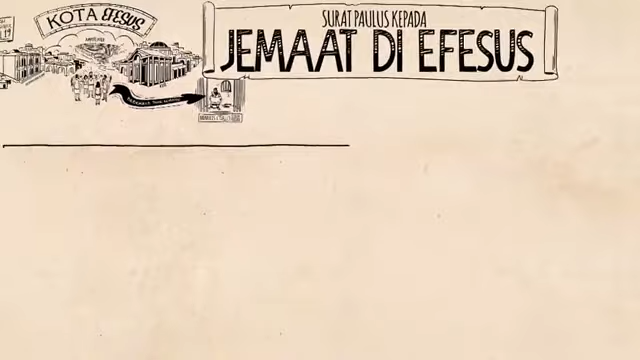 KOTA EFESUS
SURAT PAULUS KEPADA
JEMAAT DI EFESUS